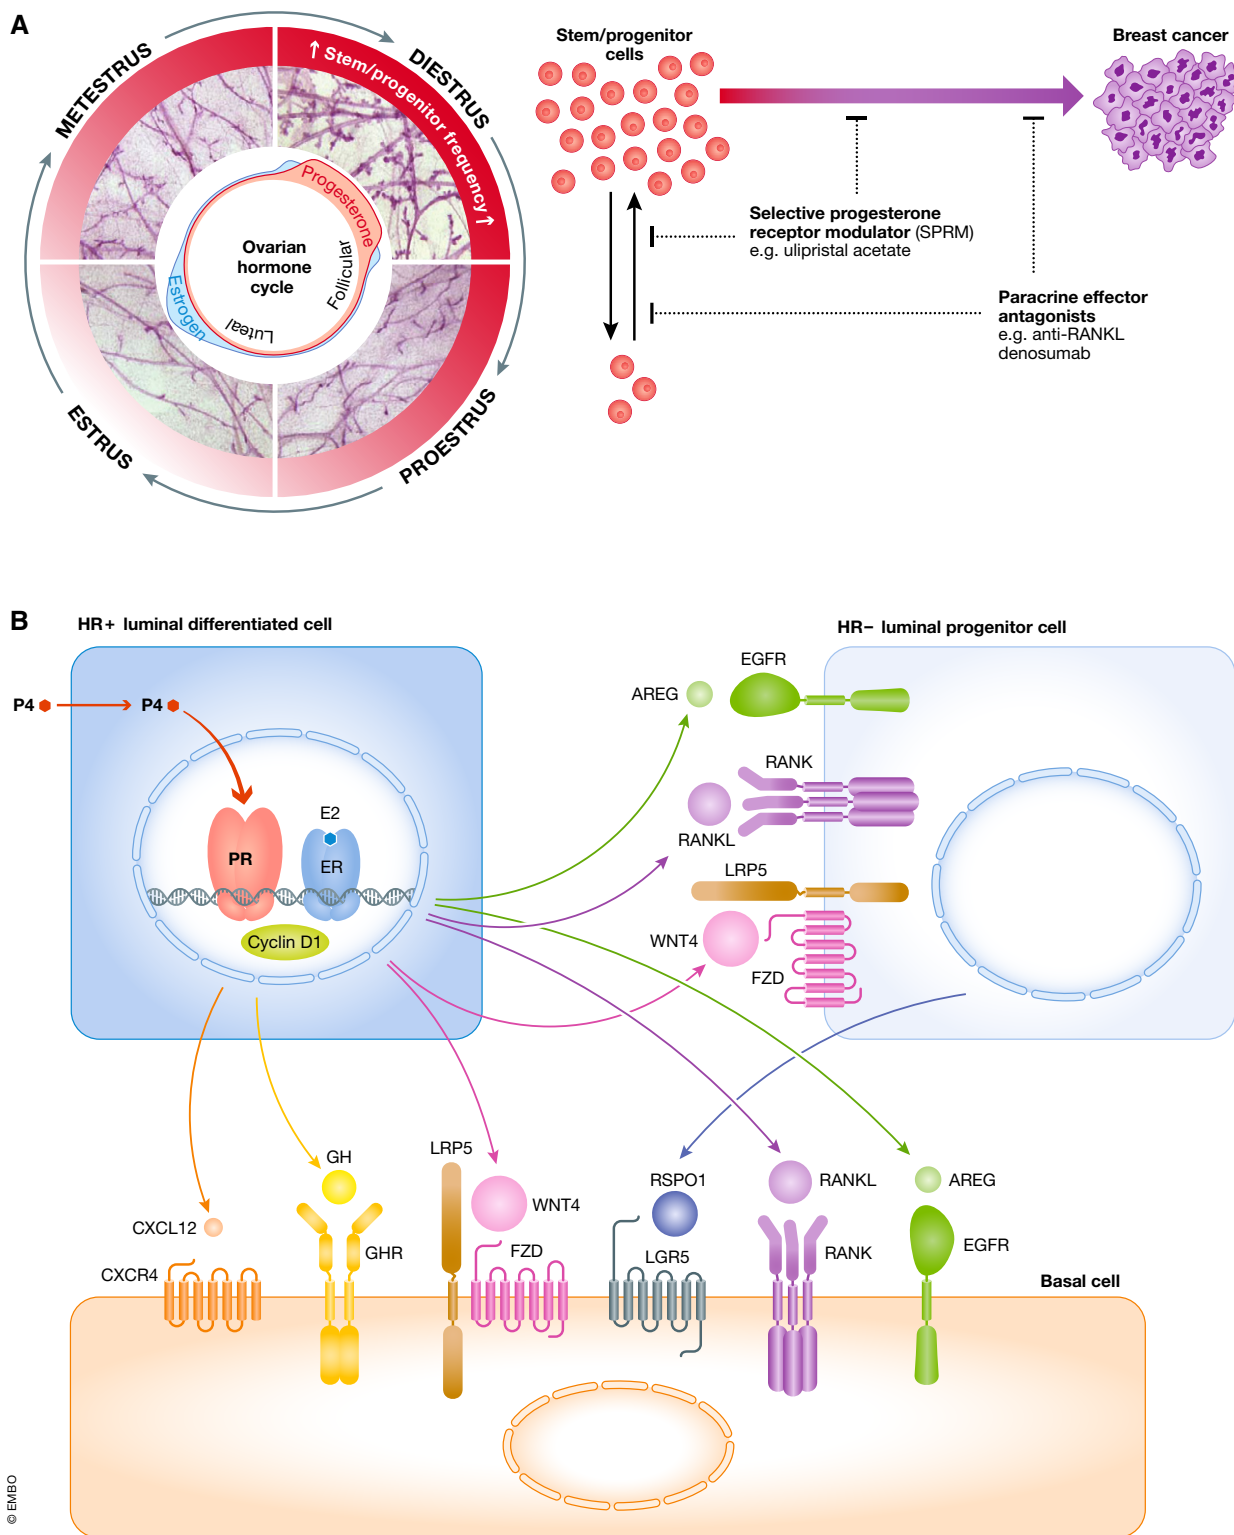 A
METESTRUS
DIESTRUS
PROESTRUS
ESTRUS
↑ Stem/progenitor frequency ↑
Progesterone
Estrogen
Follicular
Luteal
Ovarian
hormone
cycle
Stem/progenitor
cells
Breast cancer
Selective progesterone
receptor modulator (SPRM)
e.g. ulipristal acetate
Paracrine effector
antagonists
e.g. anti-RANKL
denosumab
B
HR+ luminal differentiated cell
HR− luminal progenitor cell
P4
P4
E2
PR
ER
Cyclin D1
EGFR
AREG
RANK
RANKL
LRP5
WNT4
FZD
GH
CXCL12
GHR
CXCR4
LRP5
WNT4
FZD
RSPO1
LGR5
RANKL
RANK
AREG
EGFR
Basal cell
© EMBO